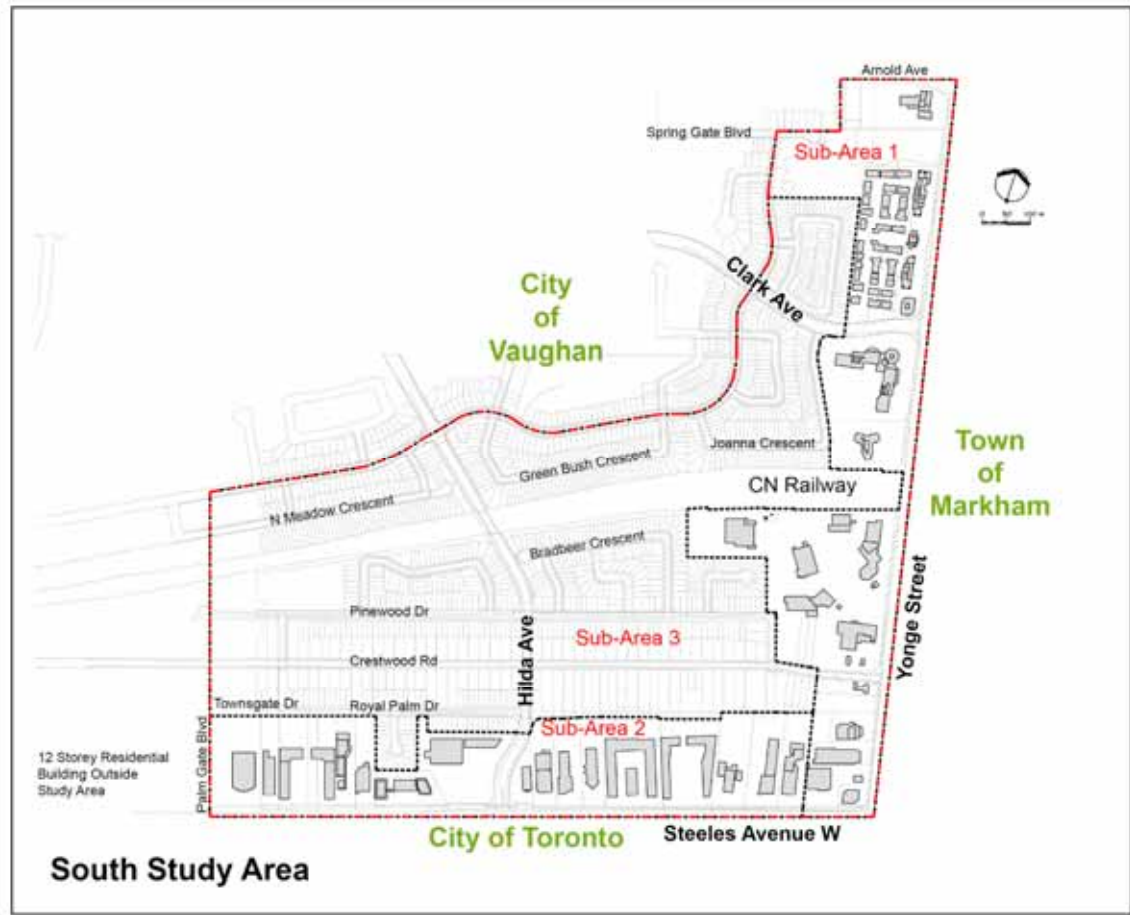 Arnold Ave
Spring Gate Blvd
Sub-Area 1
Clark Ave
City
of
Vaughan
Joanna Crescent
Green Bush Crescent
Town
of
Markham
CN Railway
N Meadow Crescent
Bradbeer Crescent
Yonge Street
Pinewood Dr
Hilda Ave
Sub-Area 3
Crestwood Rd
Townsgate Dr
Royal Palm Dr
Sub-Area 2
Palm Gate Blvd
12 Storey Residential
Building Outside
Study Area
City of Toronto
Steeles Avenue W
South Study Area